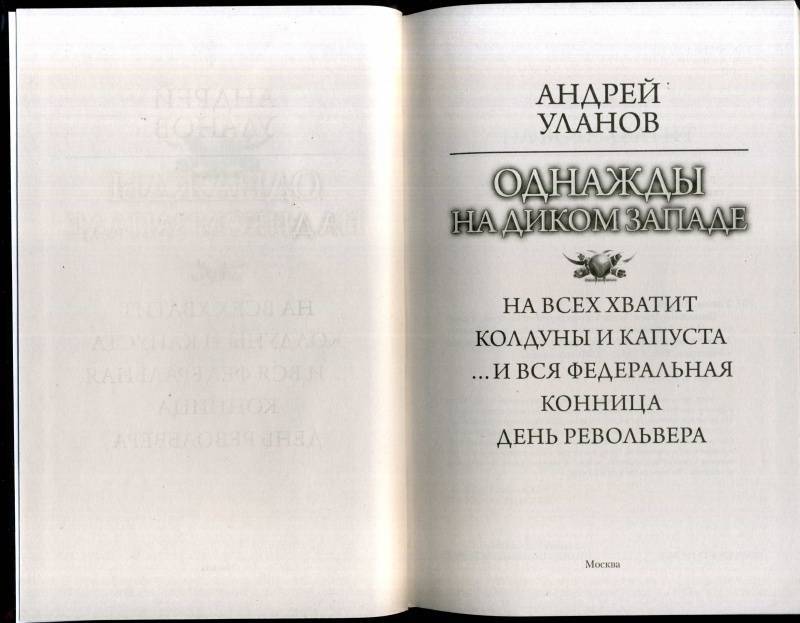 АНДРЕЙ
УЛАНОВ
ОДНАЖДЫ
НА ДИКОМ ЗАПАДЕ
НА ВСЕХ ХВАТИТ
КОЛДУНЫ И КАПУСТА
...И ВСЯ ФЕДЕРАЛЬНАЯ
КОННИЦА
ДЕНЬ РЕВОЛЬВЕРА
Москва